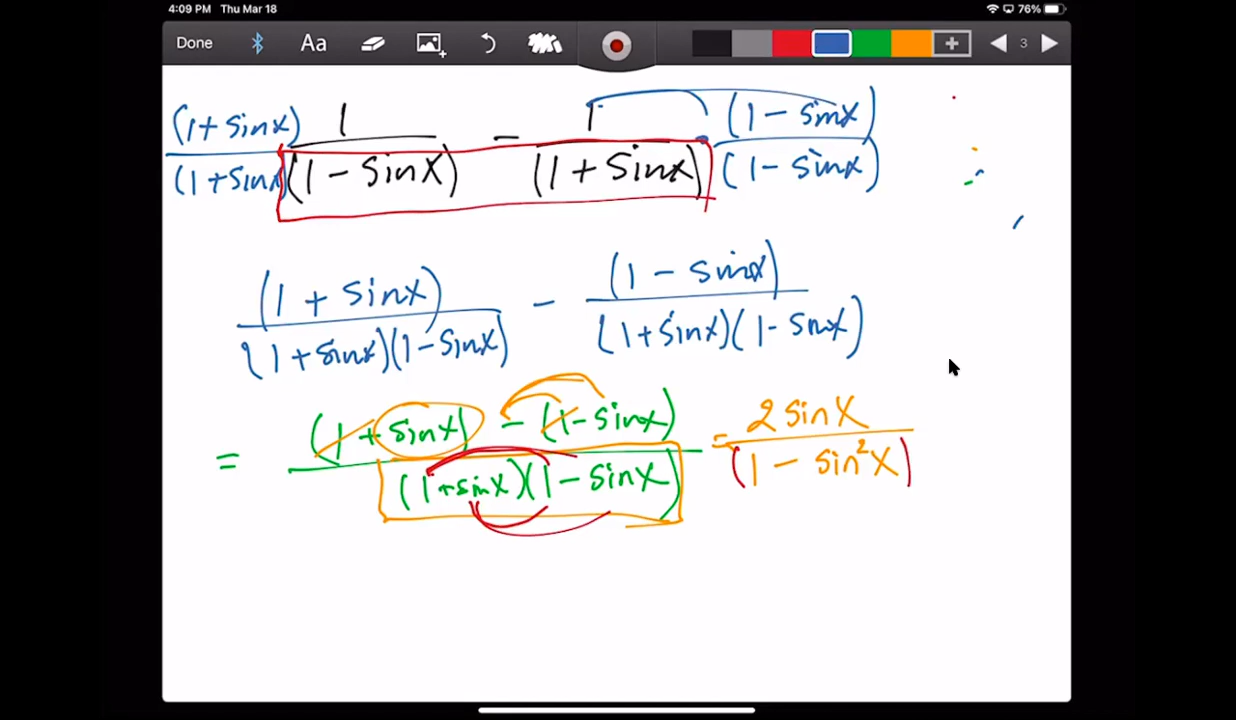 4:09 PM Thu Mar 18 76%
Done Aa 3
(1+sinx)/(1+sinx) 1/(1 - sinx) - 1/(1 + sinx) · (1 - sinx)/(1 - sinx)
(1 + sinx)/((1+sinx)(1-sinx)) - (1 - sinx)/((1+sinx)(1-sinx))
= ((1 + sinx) - (1 - sinx))/((1+sinx)(1 - sinx)) = 2 sinx/(1 - sin²x)